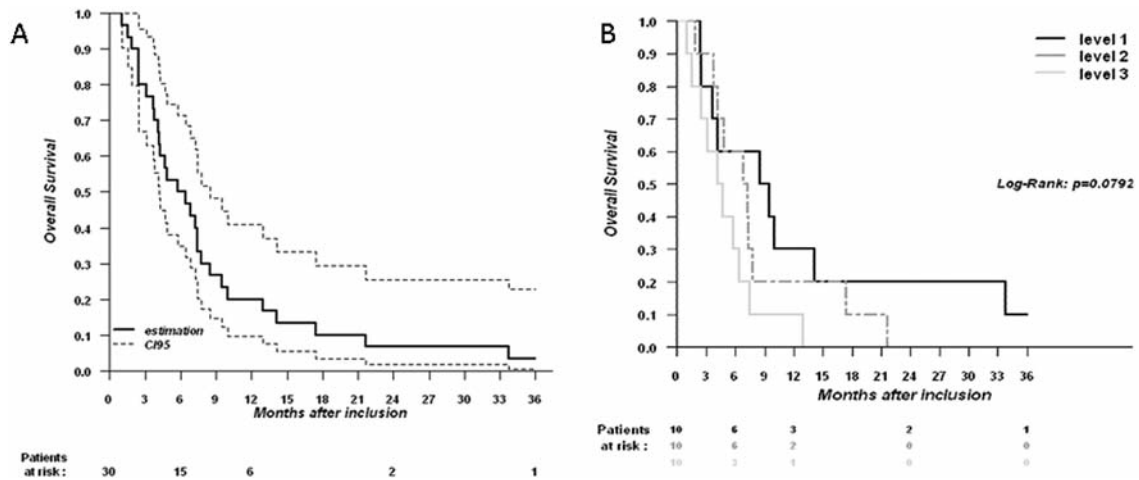 A
1.0
0.9
0.8
0.7
0.6
0.5
0.4
0.3
0.2
0.1
0.0
Overall Survival
estimation
CI95
0 3 6 9 12 15 18 21 24 27 30 33 36
Months after inclusion
Patients
at risk : 30 15 6 2 1
B
1.0
0.9
0.8
0.7
0.6
0.5
0.4
0.3
0.2
0.1
0.0
Overall Survival
level 1
level 2
level 3
Log-Rank: p=0.0792
0 3 6 9 12 15 18 21 24 27 30 33 36
Months after inclusion
Patients 10 6 3 2 1
at risk : 10 6 2 0 0
10 3 1 0 0